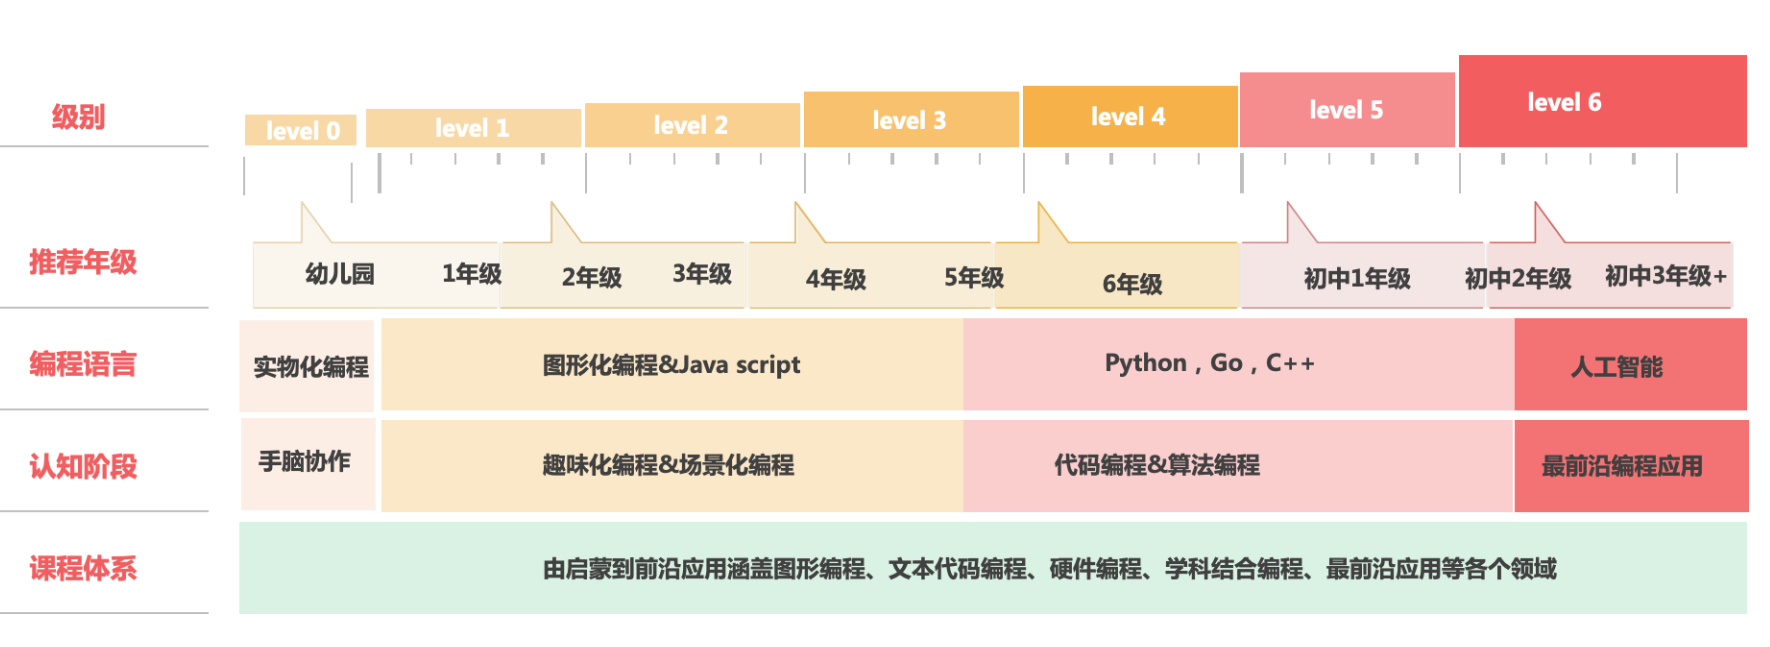 级别
level 0
level 1
level 2
level 3
level 4
level 5
level 6
推荐年级
幼儿园
1年级
2年级
3年级
4年级
5年级
6年级
初中1年级
初中2年级
初中3年级+
编程语言
实物化编程
图形化编程&Java script
Python，Go，C++
人工智能
认知阶段
手脑协作
趣味化编程&场景化编程
代码编程&算法编程
最前沿编程应用
课程体系
由启蒙到前沿应用涵盖图形编程、文本代码编程、硬件编程、学科结合编程、最前沿应用等各个领域